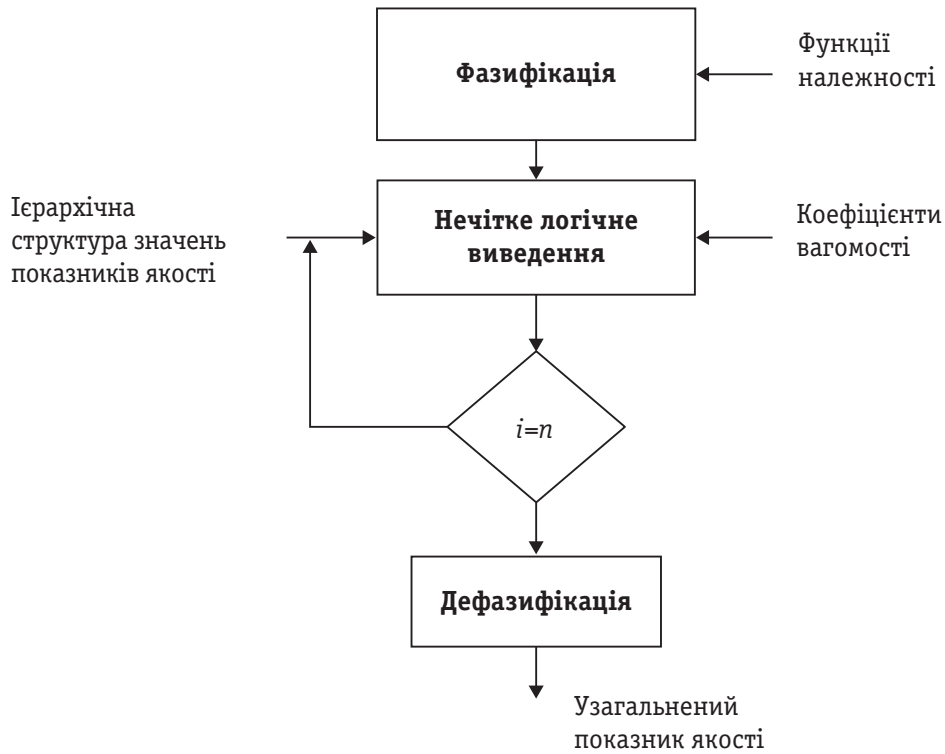 Фазифікація
Функції
належності
Ієрархічна
структура значень
показників якості
Нечітке логічне
виведення
Коефіцієнти
вагомості
i=n
Дефазифікація
Узагальнений
показник якості